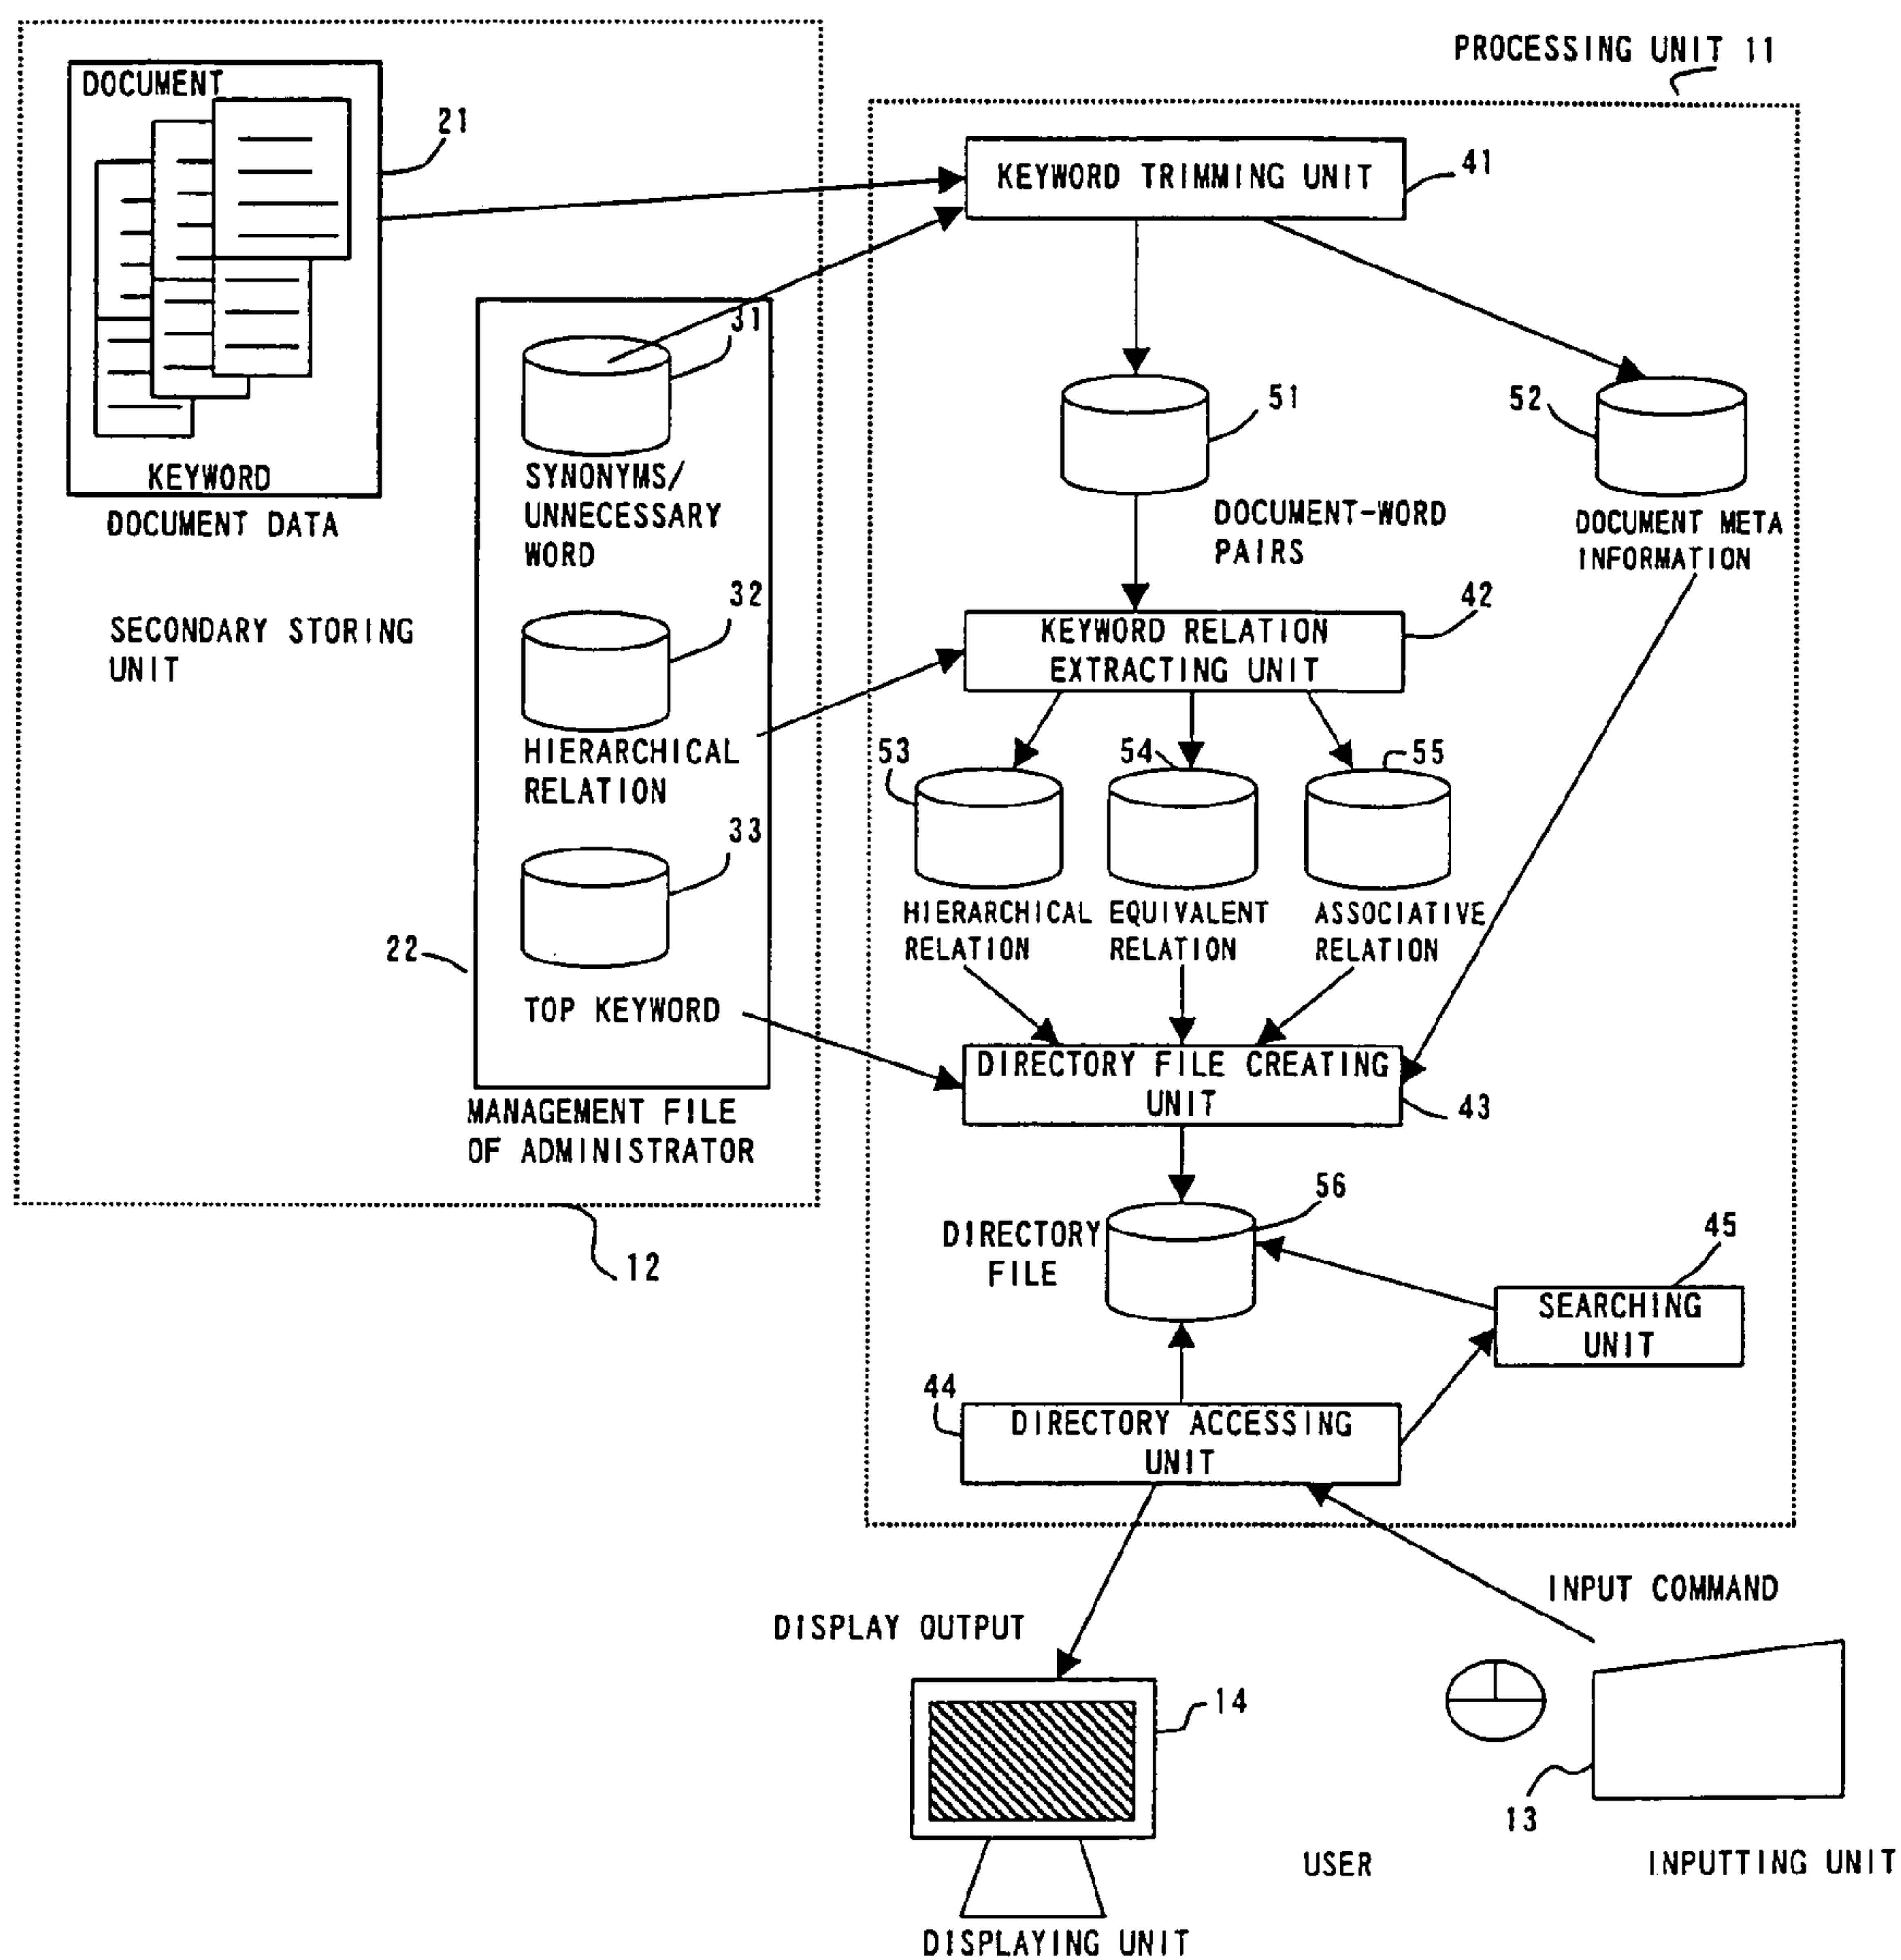 PROCESSING UNIT 11
DOCUMENT
21
KEYWORD
DOCUMENT DATA
SECONDARY STORING
UNIT
31
SYNONYMS/
UNNECESSARY
WORD
32
HIERARCHICAL
RELATION
33
22
TOP KEYWORD
MANAGEMENT FILE
OF ADMINISTRATOR
12
KEYWORD TRIMMING UNIT
41
51
52
DOCUMENT-WORD
PAIRS
DOCUMENT META
INFORMATION
KEYWORD RELATION
EXTRACTING UNIT
42
53
54
55
HIERARCHICAL
RELATION
EQUIVALENT
RELATION
ASSOCIATIVE
RELATION
DIRECTORY FILE CREATING
UNIT
43
56
DIRECTORY
FILE
45
SEARCHING
UNIT
44
DIRECTORY ACCESSING
UNIT
INPUT COMMAND
DISPLAY OUTPUT
14
13
USER
INPUTTING UNIT
DISPLAYING UNIT